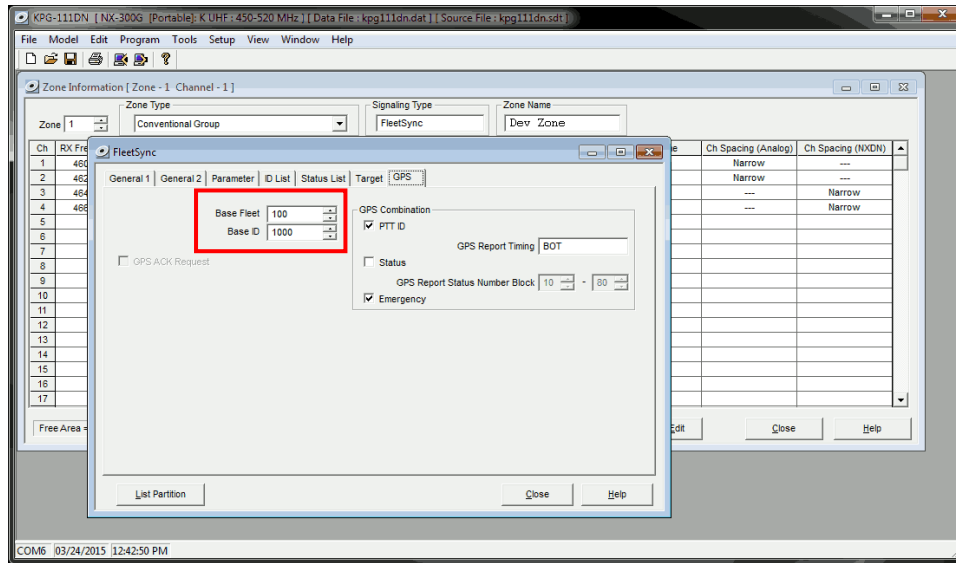 KPG-111DN [ NX-300G [Portable]: K UHF : 450-520 MHz ] [ Data File : kpg111dn.dat ] [ Source File : kpg111dn.sdt ]
File Model Edit Program Tools Setup View Window Help
Zone Information [ Zone - 1 Channel - 1 ]
Zone Type Signaling Type Zone Name
Zone 1 Conventional Group FleetSync Dev Zone
Ch RX Fre Ch Spacing (Analog) Ch Spacing (NXDN)
1 460 Narrow ---
2 462 Narrow ---
3 464 --- Narrow
4 466 --- Narrow
5
6
7
8
9
10
11
12
13
14
15
16
17
Free Area = Edit Close Help
FleetSync
General 1 General 2 Parameter ID List Status List Target GPS
Base Fleet 100
Base ID 1000
GPS ACK Request
GPS Combination
PTT ID
GPS Report Timing BOT
Status
GPS Report Status Number Block 10 - 80
Emergency
List Partition Close Help
COM6 03/24/2015 12:42:50 PM